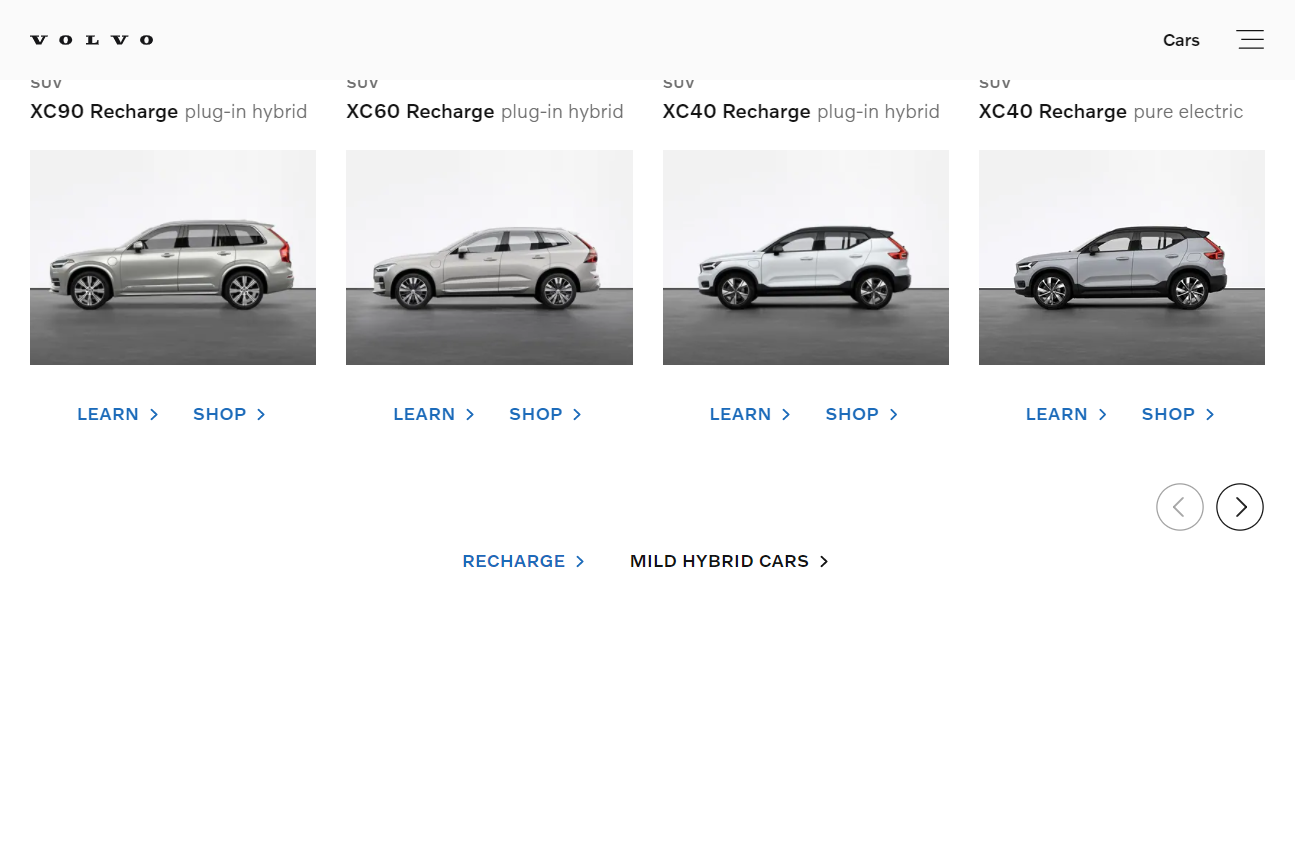 VOLVO
Cars
SUV
SUV
SUV
SUV
XC90 Recharge plug-in hybrid
XC60 Recharge plug-in hybrid
XC40 Recharge plug-in hybrid
XC40 Recharge pure electric
LEARN
SHOP
LEARN
SHOP
LEARN
SHOP
LEARN
SHOP
RECHARGE
MILD HYBRID CARS